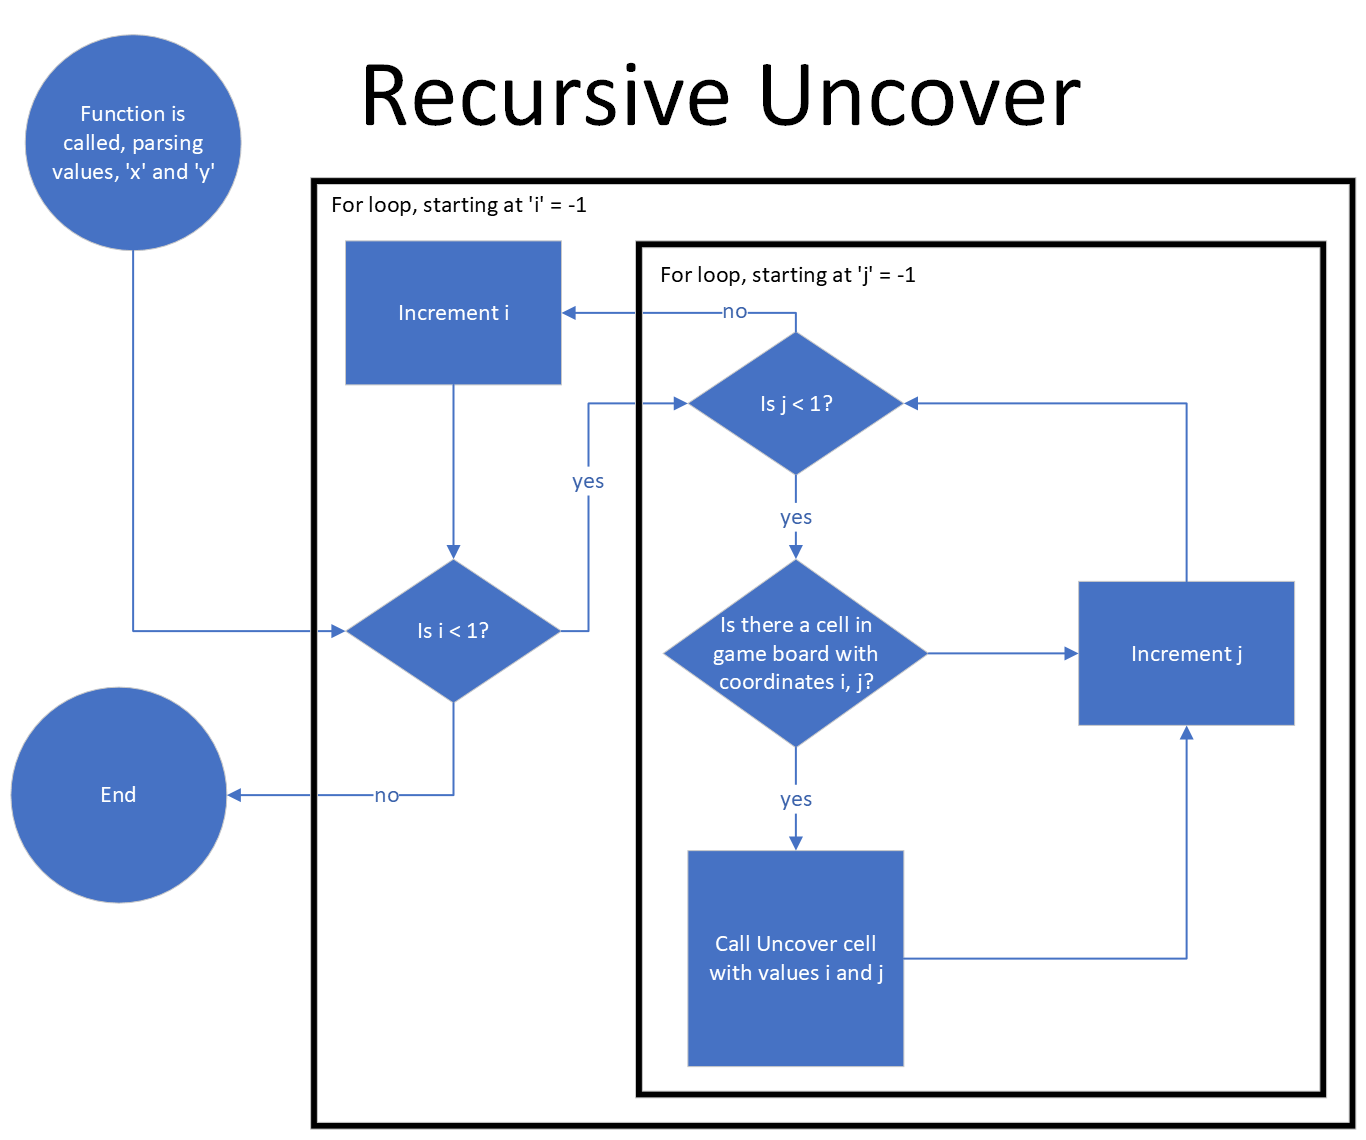 Recursive Uncover
Function is
called, parsing
values, 'x' and 'y'
For loop, starting at 'i' = -1
Increment i
For loop, starting at 'j' = -1
no
Is j < 1?
yes
yes
Is i < 1?
Is there a cell in
game board with
coordinates i, j?
Increment j
End
no
yes
Call Uncover cell
with values i and j